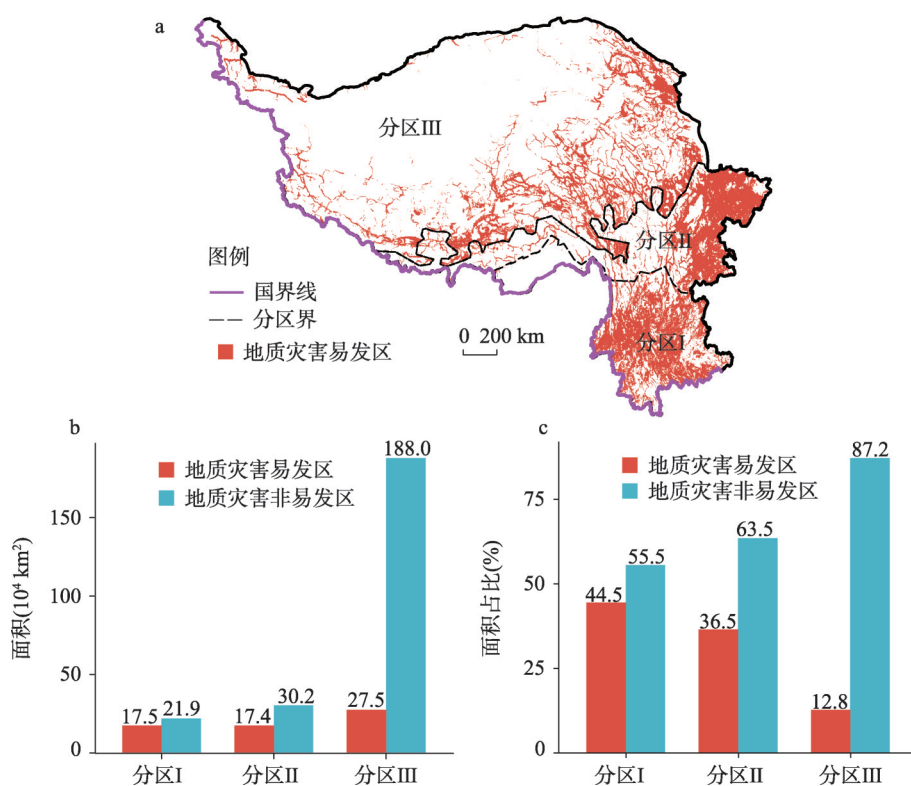 a
分区III
分区II
分区I
图例
国界线
分区界
地质灾害易发区
0 200 km
b
面积(10⁴ km²)
150
100
50
0
地质灾害易发区
地质灾害非易发区
17.5
21.9
17.4
30.2
27.5
188.0
分区I
分区II
分区III
c
面积占比(%)
75
50
25
0
地质灾害易发区
地质灾害非易发区
44.5
55.5
36.5
63.5
12.8
87.2
分区I
分区II
分区III